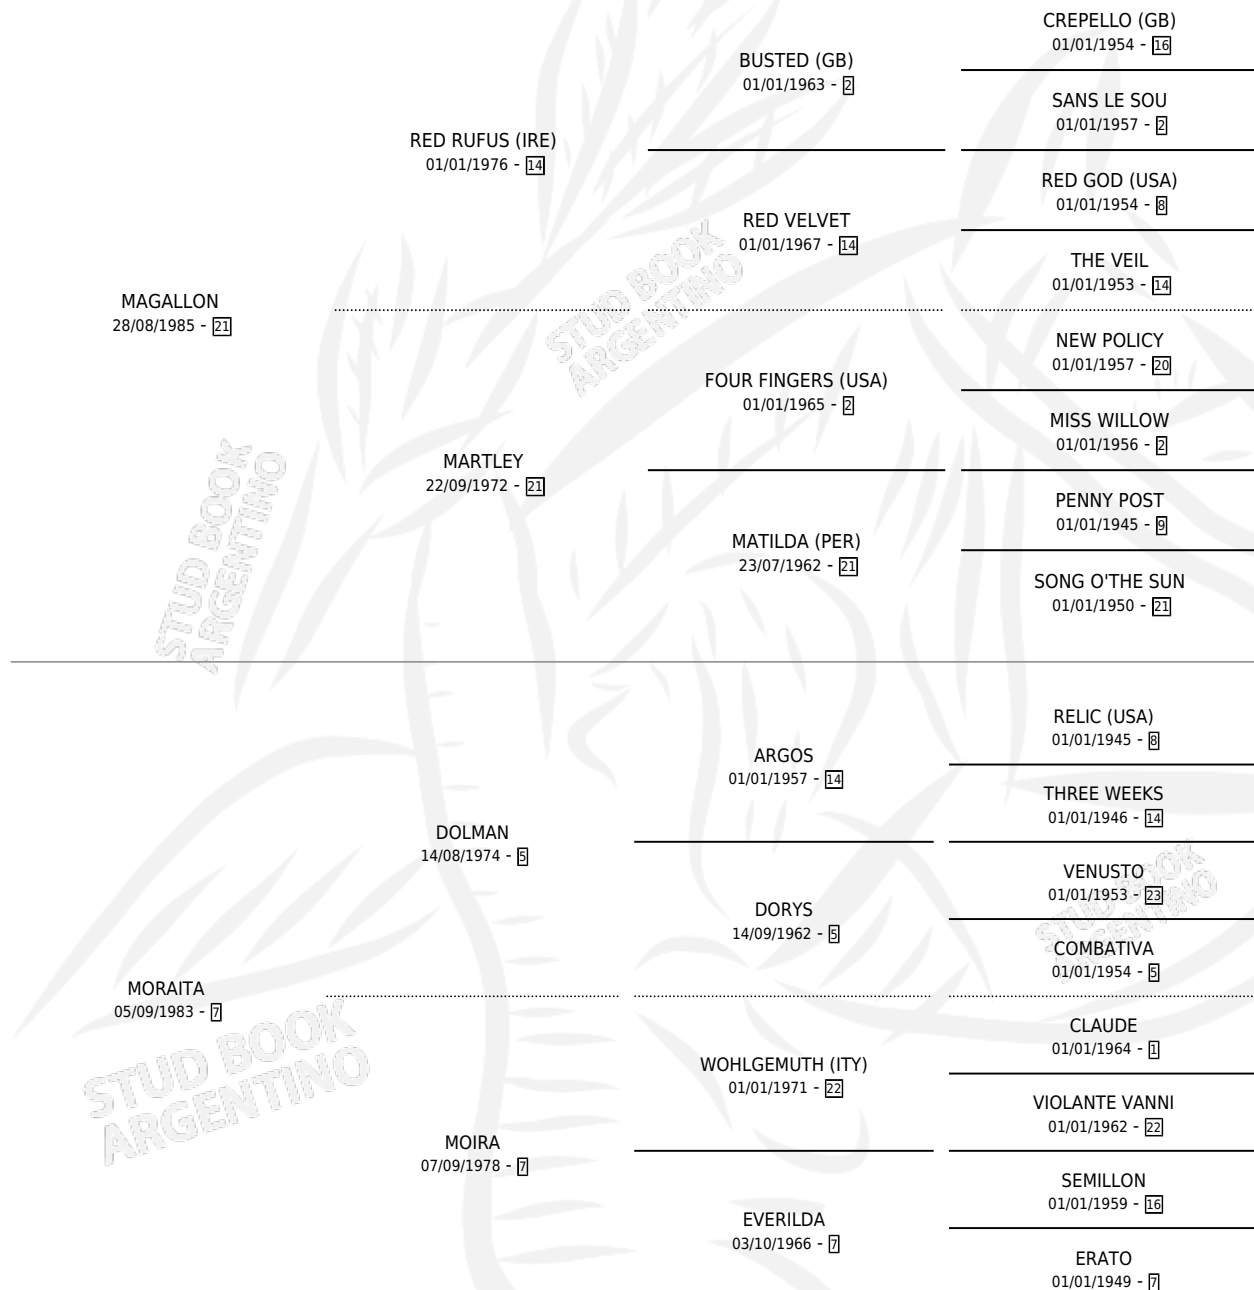 CREPELLO (GB)
01/01/1954 - 16
BUSTED (GB)
01/01/1963 - 2
SANS LE SOU
01/01/1957 - 2
RED RUFUS (IRE)
01/01/1976 - 14
RED GOD (USA)
01/01/1954 - 8
RED VELVET
01/01/1967 - 14
THE VEIL
01/01/1953 - 14
MAGALLON
28/08/1985 - 21
NEW POLICY
01/01/1957 - 20
FOUR FINGERS (USA)
01/01/1965 - 2
MISS WILLOW
01/01/1956 - 2
MARTLEY
22/09/1972 - 21
PENNY POST
01/01/1945 - 9
MATILDA (PER)
23/07/1962 - 21
SONG O'THE SUN
01/01/1950 - 21
RELIC (USA)
01/01/1945 - 8
ARGOS
01/01/1957 - 14
THREE WEEKS
01/01/1946 - 14
DOLMAN
14/08/1974 - 5
VENUSTO
01/01/1953 - 23
DORYS
14/09/1962 - 5
COMBATIVA
01/01/1954 - 5
MORAITA
05/09/1983 - 7
CLAUDE
01/01/1964 - 1
WOHLGEMUTH (ITY)
01/01/1971 - 22
VIOLANTE VANNI
01/01/1962 - 22
MOIRA
07/09/1978 - 7
SEMILLON
01/01/1959 - 16
EVERILDA
03/10/1966 - 7
ERATO
01/01/1949 - 7
STUD BOOK
ARGENTINO
STUD BOOK
ARGENTINO
STUD BOOK
ARGENTINO
STUD BOOK
ARGENTINO